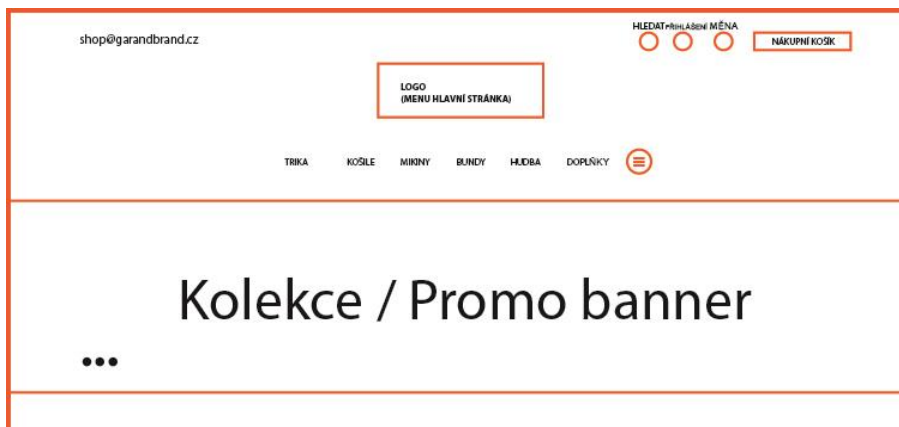 shop@garandbrand.cz
HLEDAT PŘIHLÁŠENÍ MĚNA
NÁKUPNÍ KOŠÍK
LOGO
(MENU HLAVNÍ STRÁNKA)
TRIKA KOŠILE MIKINY BUNDY HUDBA DOPLŇKY
Kolekce / Promo banner
...